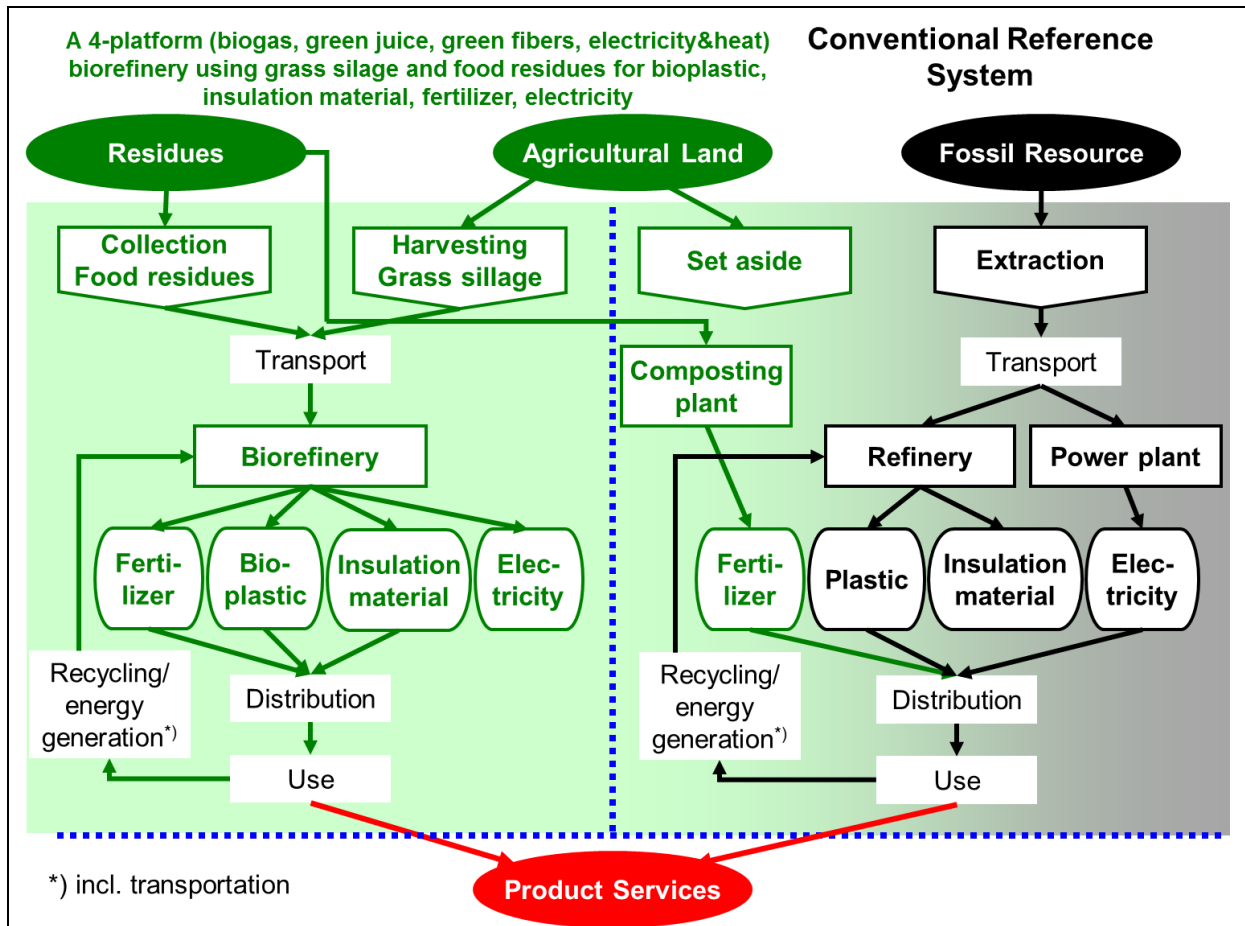 A 4-platform (biogas, green juice, green fibers, electricity&heat)
biorefinery using grass silage and food residues for bioplastic,
insulation material, fertilizer, electricity
Conventional Reference
System
Residues
Agricultural Land
Fossil Resource
Collection
Food residues
Harvesting
Grass sillage
Set aside
Extraction
Transport
Composting
plant
Transport
Biorefinery
Refinery
Power plant
Ferti-
lizer
Bio-
plastic
Insulation
material
Elec-
tricity
Ferti-
lizer
Plastic
Insulation
material
Elec-
tricity
Recycling/
energy
generation*)
Distribution
Use
Recycling/
energy
generation*)
Distribution
Use
*) incl. transportation
Product Services